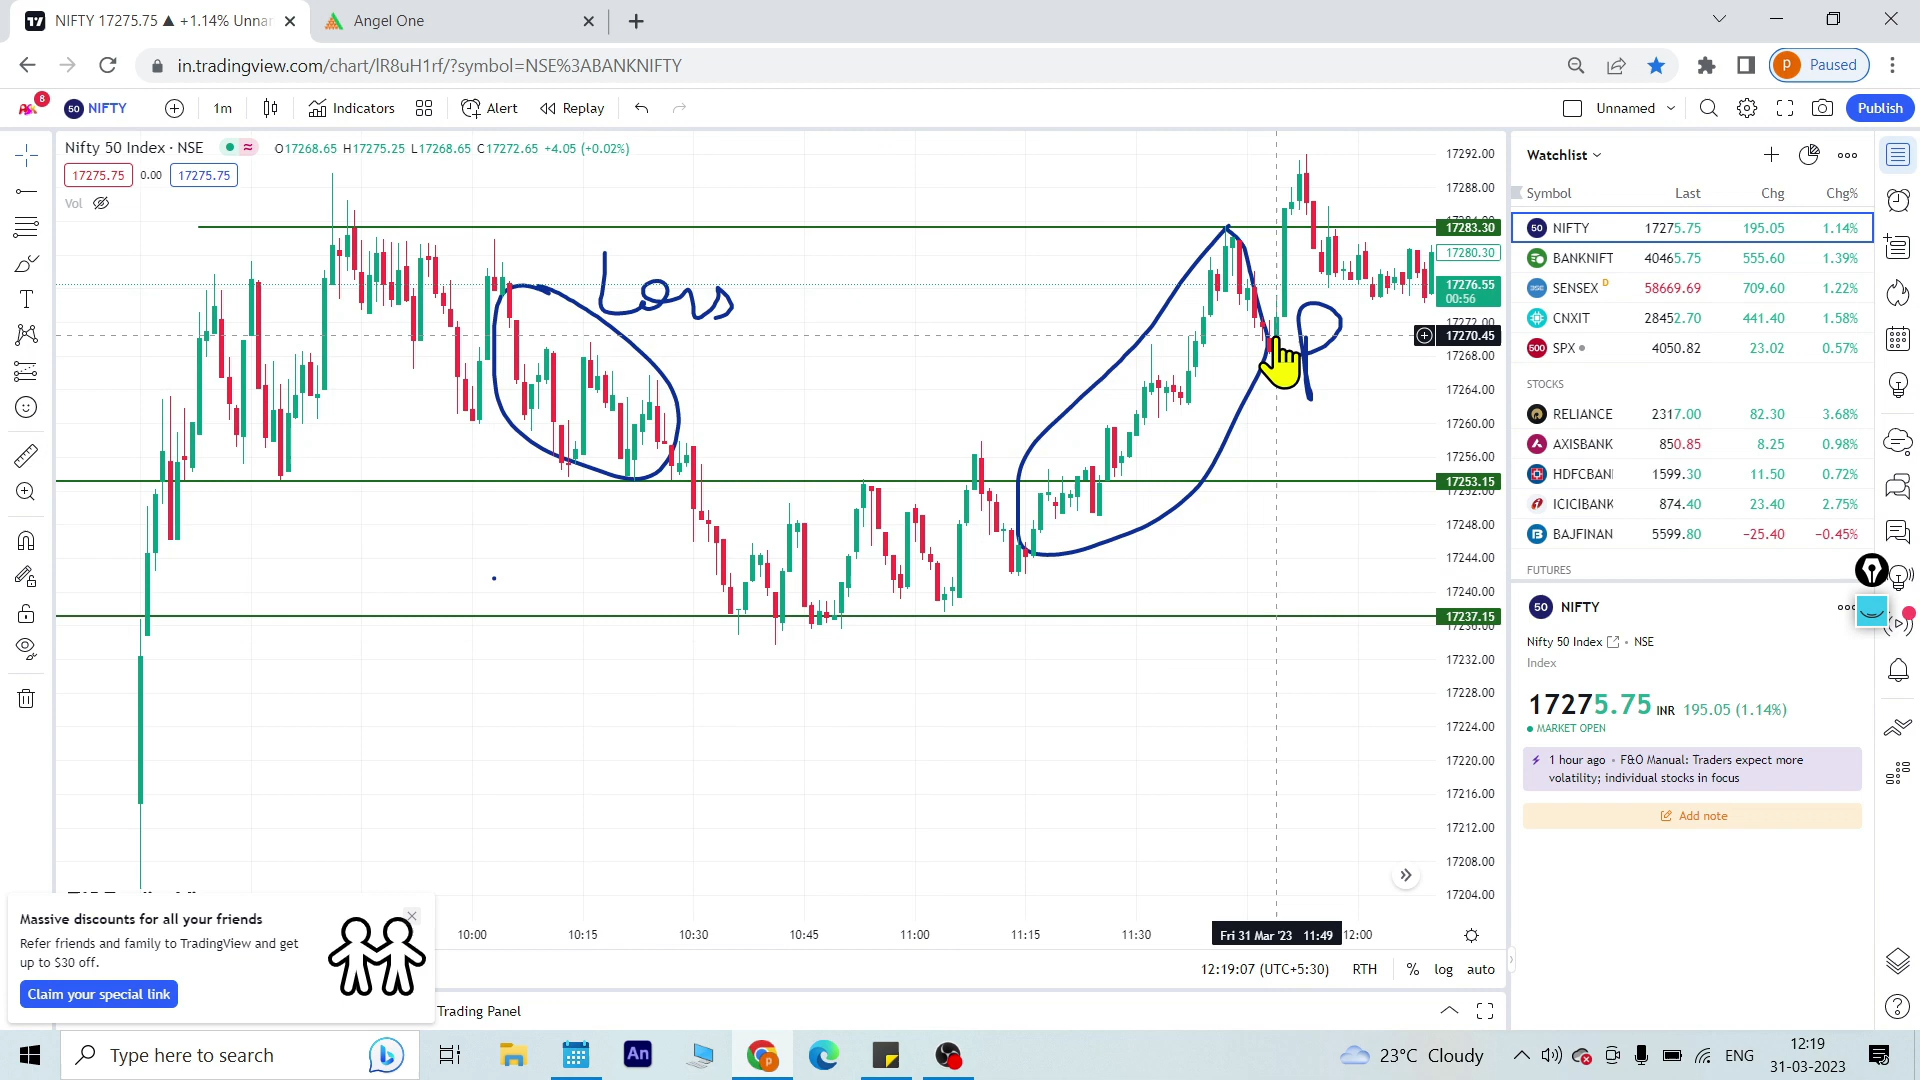 NIFTY 17275.75 ▲ +1.14% Unnar
Angel One
in.tradingview.com/chart/lR8uH1rf/?symbol=NSE%3ABANKNIFTY
P Paused
8
50 NIFTY 1m Indicators Alert Replay Unnamed Publish
Nifty 50 Index · NSE O17268.65 H17275.25 L17268.65 C17272.65 +4.05 (+0.02%)
17275.75 0.00 17275.75
Vol
Loss
P
17292.00
17288.00
17283.30
17280.30
17276.55
00:56
17272.00
17270.45
17268.00
17264.00
17260.00
17256.00
17253.15
17252.00
17248.00
17244.00
17240.00
17237.15
17236.00
17232.00
17228.00
17224.00
17220.00
17216.00
17212.00
17208.00
17204.00
10:00 10:15 10:30 10:45 11:00 11:15 11:30 Fri 31 Mar '23 11:49 12:00
12:19:07 (UTC+5:30) RTH % log auto
Trading Panel
Massive discounts for all your friends
Refer friends and family to TradingView and get
up to $30 off.
Claim your special link
Watchlist
Symbol Last Chg Chg%
50 NIFTY 17275.75 195.05 1.14%
BANKNIFT 40465.75 555.60 1.39%
SENSEX D 58669.69 709.60 1.22%
CNXIT 28452.70 441.40 1.58%
500 SPX 4050.82 23.02 0.57%
STOCKS
RELIANCE 2317.00 82.30 3.68%
AXISBANK 850.85 8.25 0.98%
HDFCBANI 1599.30 11.50 0.72%
ICICIBANK 874.40 23.40 2.75%
BAJFINAN 5599.80 −25.40 −0.45%
FUTURES
50 NIFTY
Nifty 50 Index · NSE
Index
17275.75 INR 195.05 (1.14%)
MARKET OPEN
1 hour ago · F&O Manual: Traders expect more
volatility; individual stocks in focus
Add note
Type here to search
An
23°C Cloudy
ENG
12:19
31-03-2023